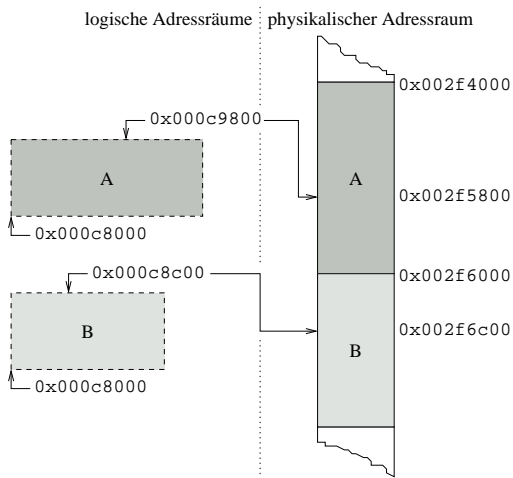 logische Adressräume
physikalischer Adressraum
0x002f4000
0x000c9800
A
A
0x002f5800
0x000c8000
0x000c8c00
0x002f6000
B
0x002f6c00
B
0x000c8000